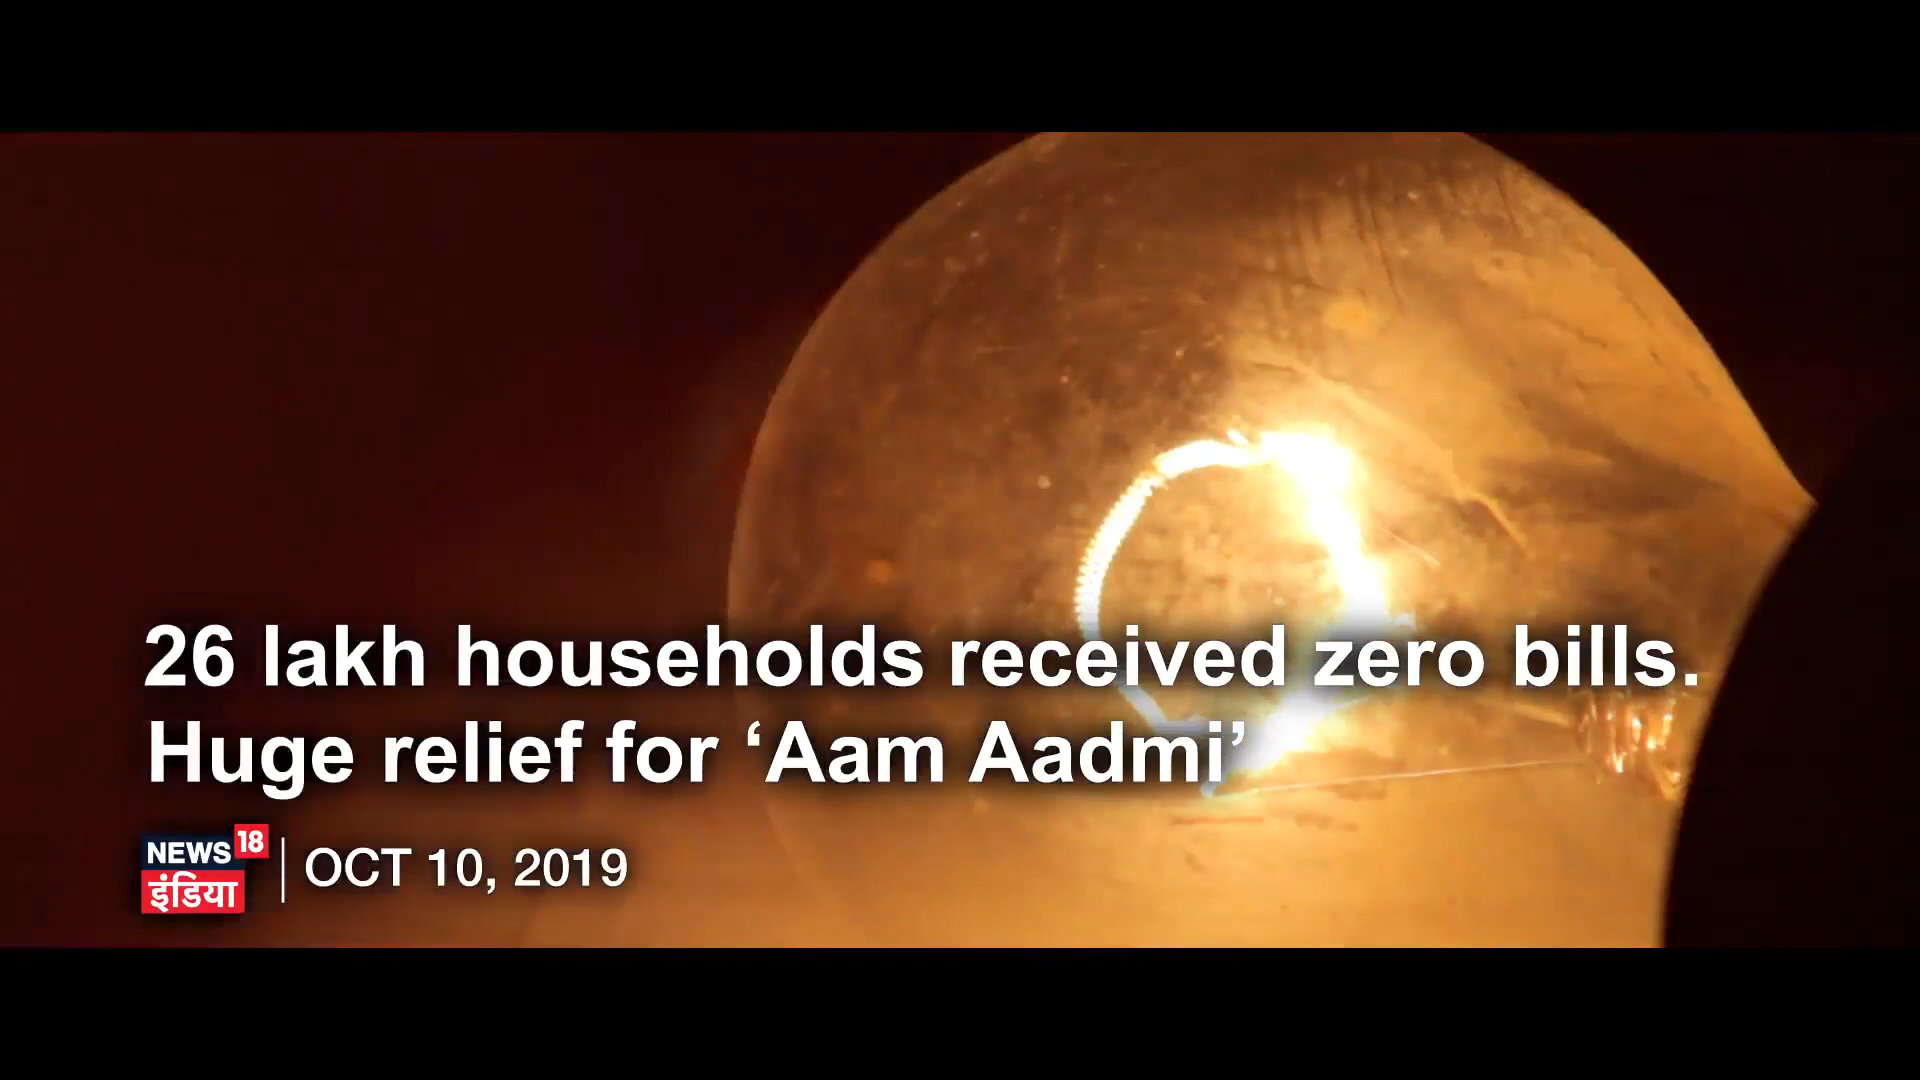 26 lakh households received zero bills.
Huge relief for ‘Aam Aadmi’
NEWS 18
इंडिया
OCT 10, 2019